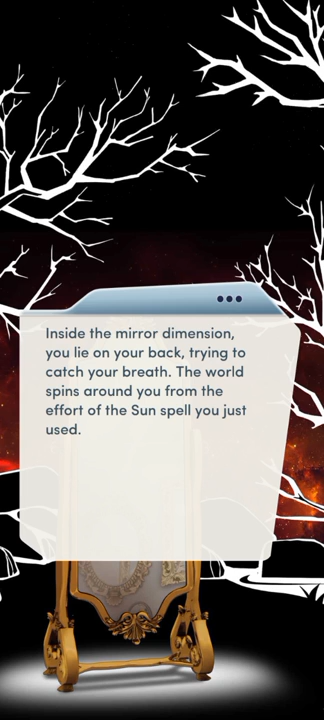 Inside the mirror dimension,
you lie on your back, trying to
catch your breath. The world
spins around you from the
effort of the Sun spell you just
used.